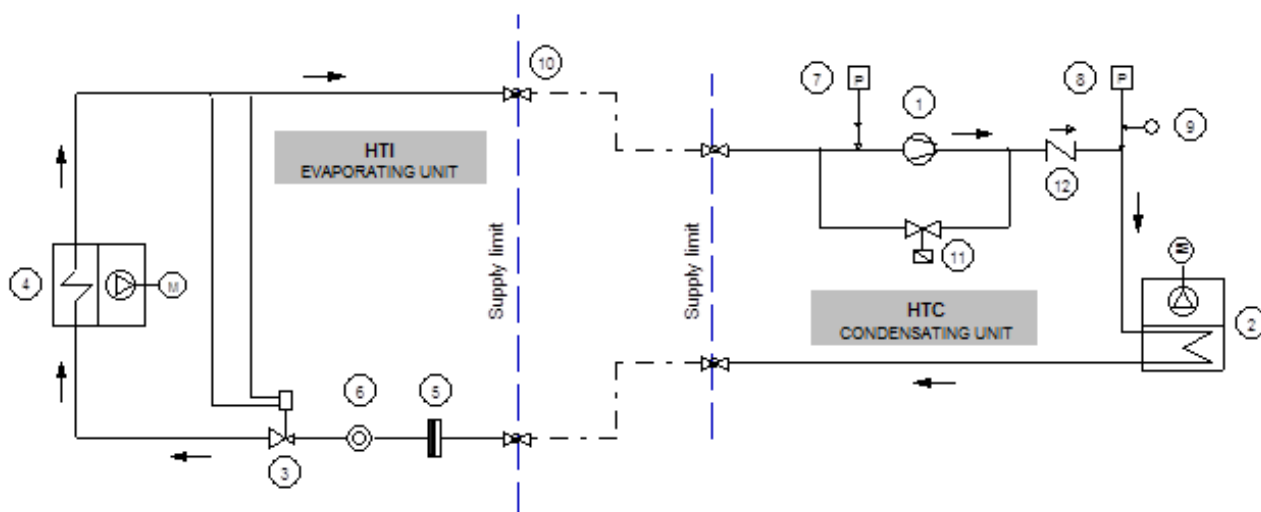 10
7
P
1
8
P
9
HTI
EVAPORATING UNIT
12
Supply limit
Supply limit
4
M
11
M
HTC
CONDENSATING UNIT
2
6
5
3